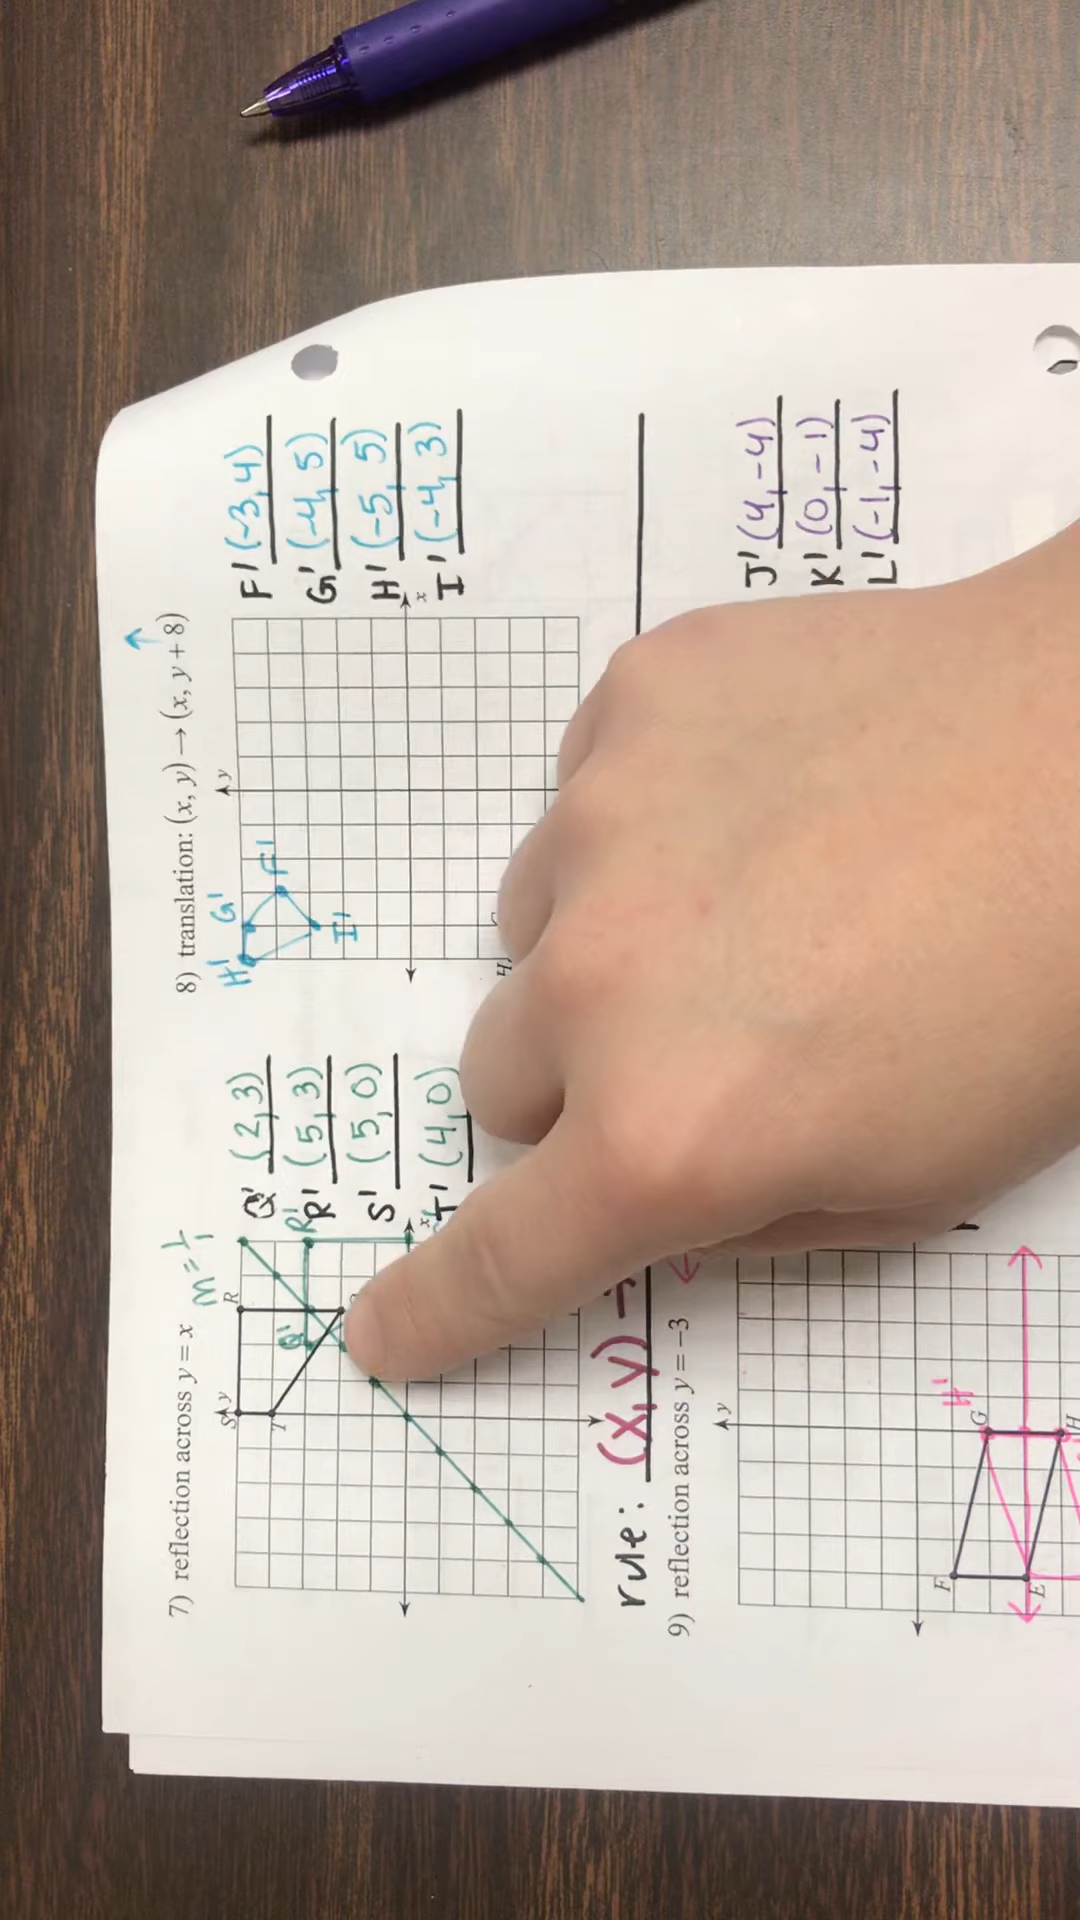 7) reflection across y = x
m = 1/1
Q' (2,3)
R' (5,3)
S' (5,0)
T' (4,0)
S
y
R
T
Q'
R'
x
rule: (x,y) →
8) translation: (x, y) → (x, y + 8)
F' (-3,4)
G' (-4,5)
H' (-5,5)
I' (-4,3)
y
x
H'
G'
F'
I'
9) reflection across y = −3
y
F
G
H'
E
H
J' (4,-4)
K' (0,-1)
L' (-1,-4)